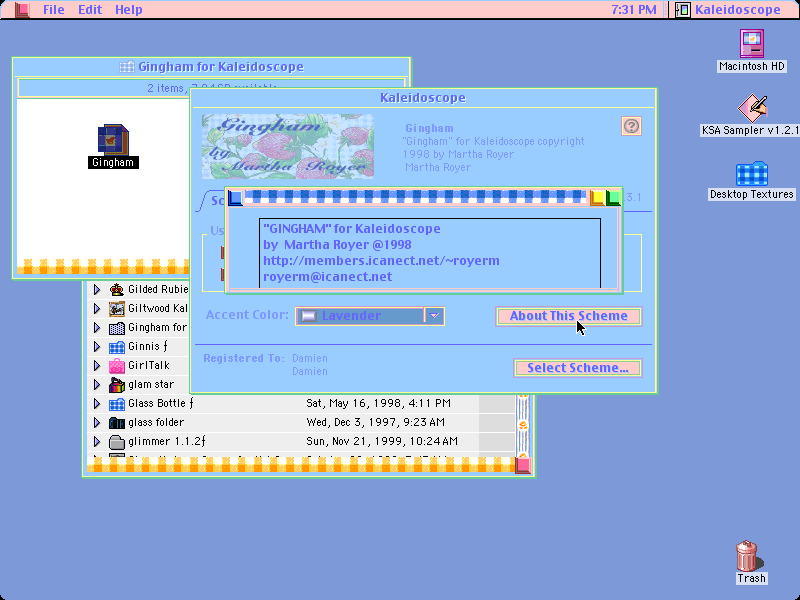 File Edit Help
7:31 PM Kaleidoscope
Gingham for Kaleidoscope
2 items,
available
Gingham
Kaleidoscope
Gingham
by
Martha Royer
Gingham
"Gingham" for Kaleidoscope copyright
1998 by Martha Royer
Martha Royer
?
Sc
3.1
Us
"GINGHAM" for Kaleidoscope
by Martha Royer @1998
http://members.icanect.net/~royerm
royerm@icanect.net
Accent Color: Lavender
About This Scheme
Registered To: Damien
Damien
Select Scheme...
Gilded Rubie
Giltwood Kal
Gingham for
Ginnis ƒ
GirlTalk
glam star
Glass Bottle ƒ Sat, May 16, 1998, 4:11 PM
glass folder Wed, Dec 3, 1997, 9:23 AM
glimmer 1.1.2ƒ Sun, Nov 21, 1999, 10:24 AM
Macintosh HD
KSA Sampler v1.2.1
Desktop Textures
Trash